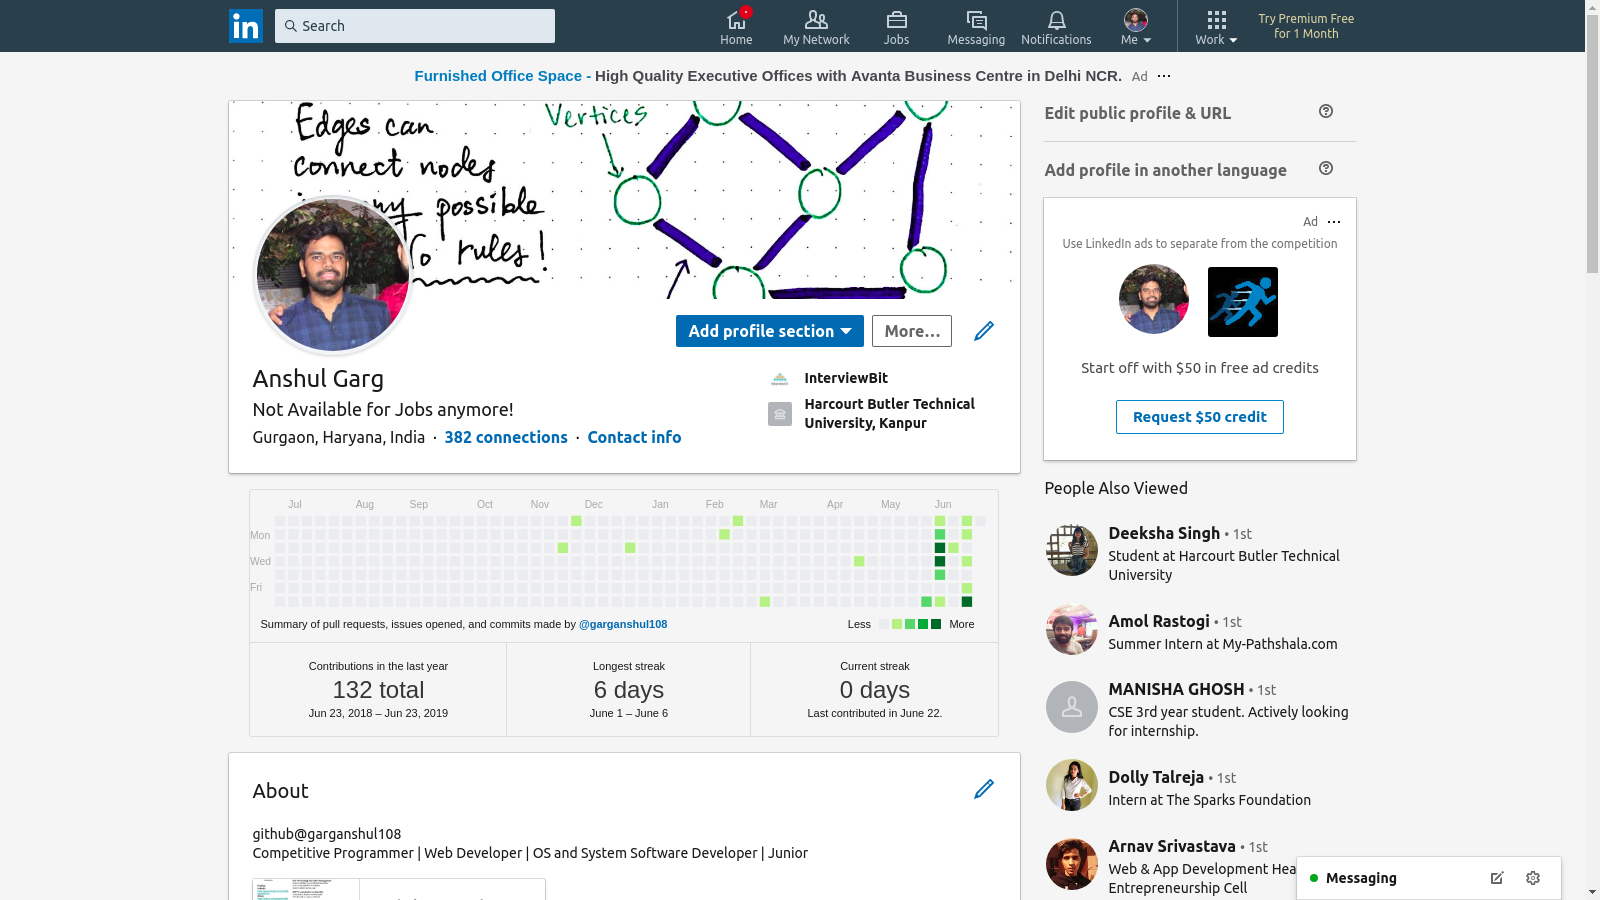 in
Search
Home
My Network
Jobs
Messaging
Notifications
Me
Work
Try Premium Free
for 1 Month
Furnished Office Space - High Quality Executive Offices with Avanta Business Centre in Delhi NCR. Ad ...
Edges can
connect nodes
possible
rules!
Vertices
Add profile section
More...
Anshul Garg
Not Available for Jobs anymore!
Gurgaon, Haryana, India · 382 connections · Contact info
InterviewBit
Harcourt Butler Technical
University, Kanpur
Jul Aug Sep Oct Nov Dec Jan Feb Mar Apr May Jun
Mon
Wed
Fri
Summary of pull requests, issues opened, and commits made by @garganshul108
Less More
Contributions in the last year
132 total
Jun 23, 2018 – Jun 23, 2019
Longest streak
6 days
June 1 – June 6
Current streak
0 days
Last contributed in June 22.
About
github@garganshul108
Competitive Programmer | Web Developer | OS and System Software Developer | Junior
Edit public profile & URL
Add profile in another language
Ad ...
Use LinkedIn ads to separate from the competition
Start off with $50 in free ad credits
Request $50 credit
People Also Viewed
Deeksha Singh • 1st
Student at Harcourt Butler Technical
University
Amol Rastogi • 1st
Summer Intern at My-Pathshala.com
MANISHA GHOSH • 1st
CSE 3rd year student. Actively looking
for internship.
Dolly Talreja • 1st
Intern at The Sparks Foundation
Arnav Srivastava • 1st
Web & App Development Hea
Entrepreneurship Cell
Messaging